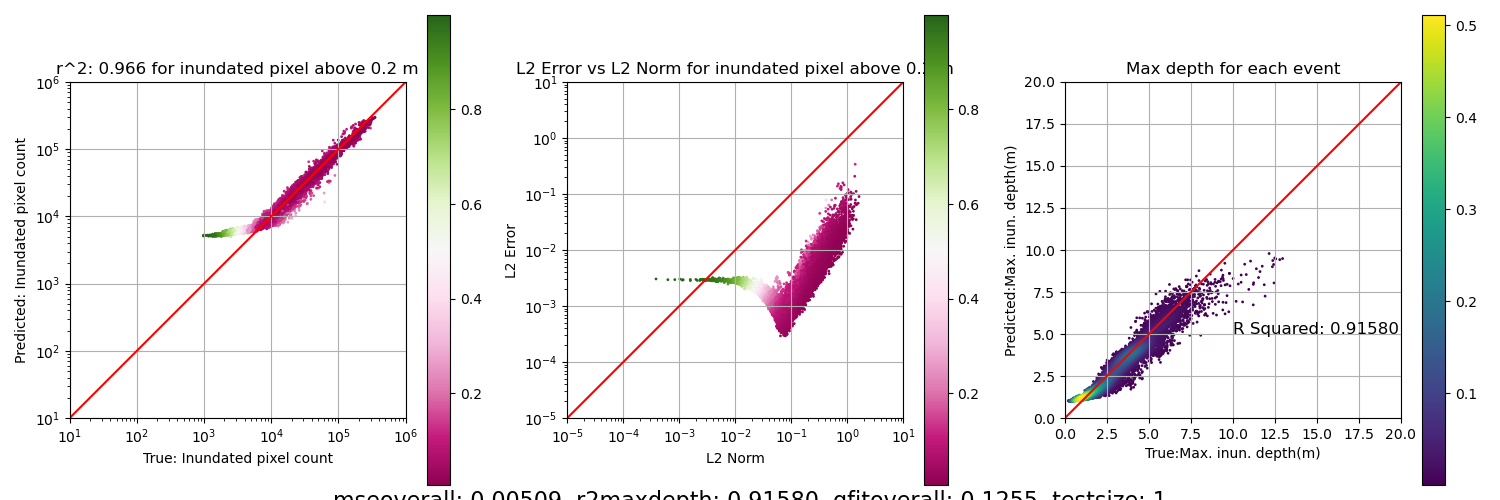 r^2: 0.966 for inundated pixel above 0.2 m
Predicted: Inundated pixel count
10^6
10^5
10^4
10^3
10^2
10^1
10^1 10^2 10^3 10^4 10^5 10^6
True: Inundated pixel count
0.8
0.6
0.4
0.2
L2 Error vs L2 Norm for inundated pixel above 0.
L2 Error
10^1
10^0
10^-1
10^-2
10^-3
10^-4
10^-5
10^-5 10^-4 10^-3 10^-2 10^-1 10^0 10^1
L2 Norm
0.8
0.6
0.4
0.2
Max depth for each event
Predicted:Max. inun. depth(m)
20.0
17.5
15.0
12.5
10.0
7.5
5.0
2.5
0.0
R Squared: 0.91580
0.0 2.5 5.0 7.5 10.0 12.5 15.0 17.5 20.0
True:Max. inun. depth(m)
0.5
0.4
0.3
0.2
0.1
mseoverall: 0.00509, r2maxdepth: 0.91580, gfitoverall: 0.1255, testsize: 1